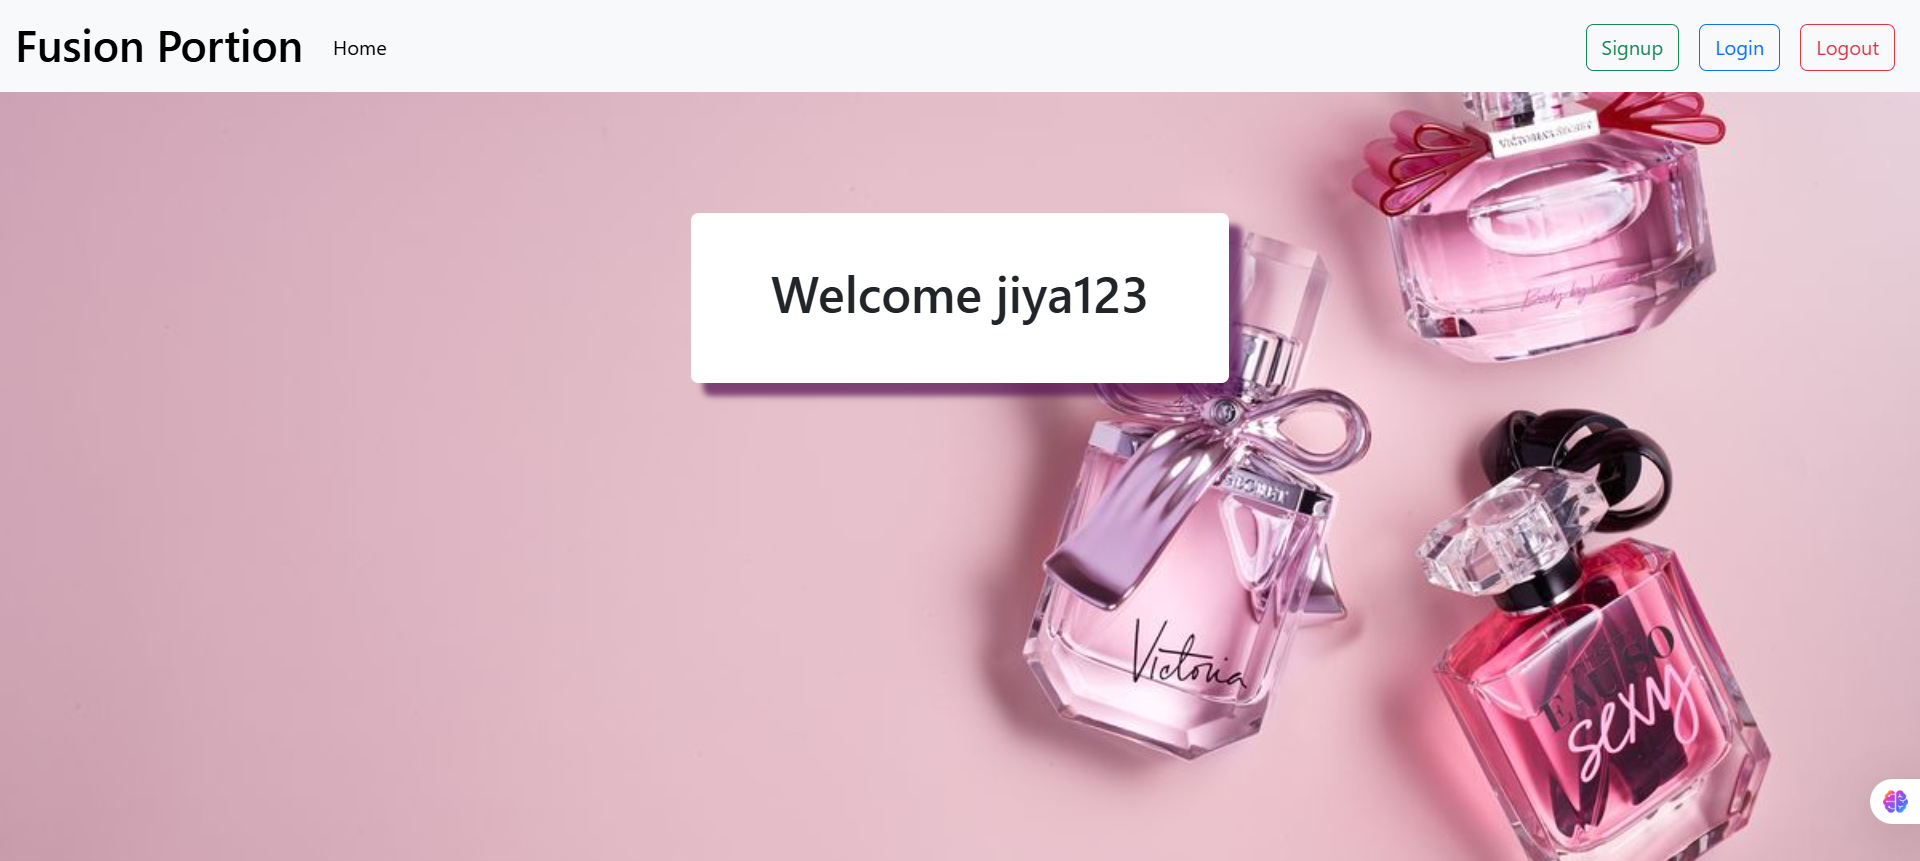 Fusion Portion Home Signup Login Logout
VICTORIA'S SECRET
Welcome jiya123
Body by Victoria
SECRET
Victoria
EAU SO
sexy